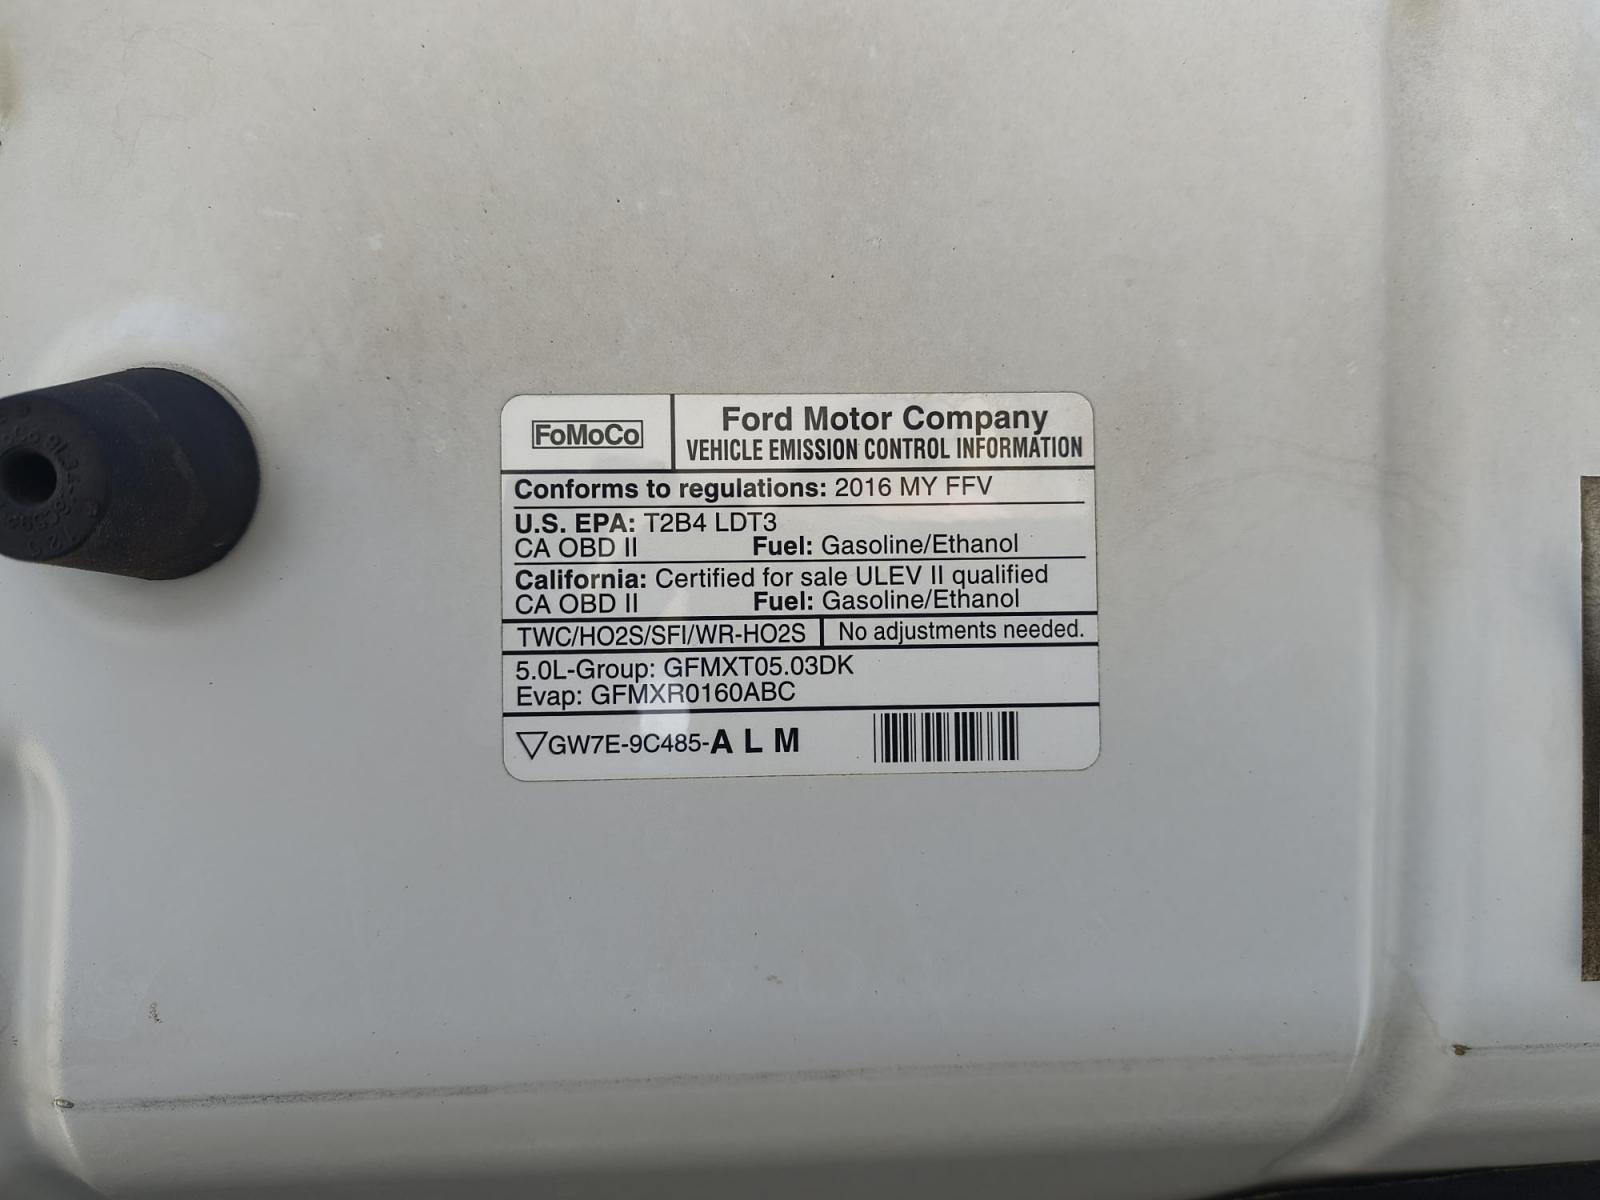 FoMoCo
Ford Motor Company
VEHICLE EMISSION CONTROL INFORMATION
Conforms to regulations: 2016 MY FFV
U.S. EPA: T2B4 LDT3
CA OBD II Fuel: Gasoline/Ethanol
California: Certified for sale ULEV II qualified
CA OBD II Fuel: Gasoline/Ethanol
TWC/HO2S/SFI/WR-HO2S No adjustments needed.
5.0L-Group: GFMXT05.03DK
Evap: GFMXR0160ABC
GW7E-9C485-A L M